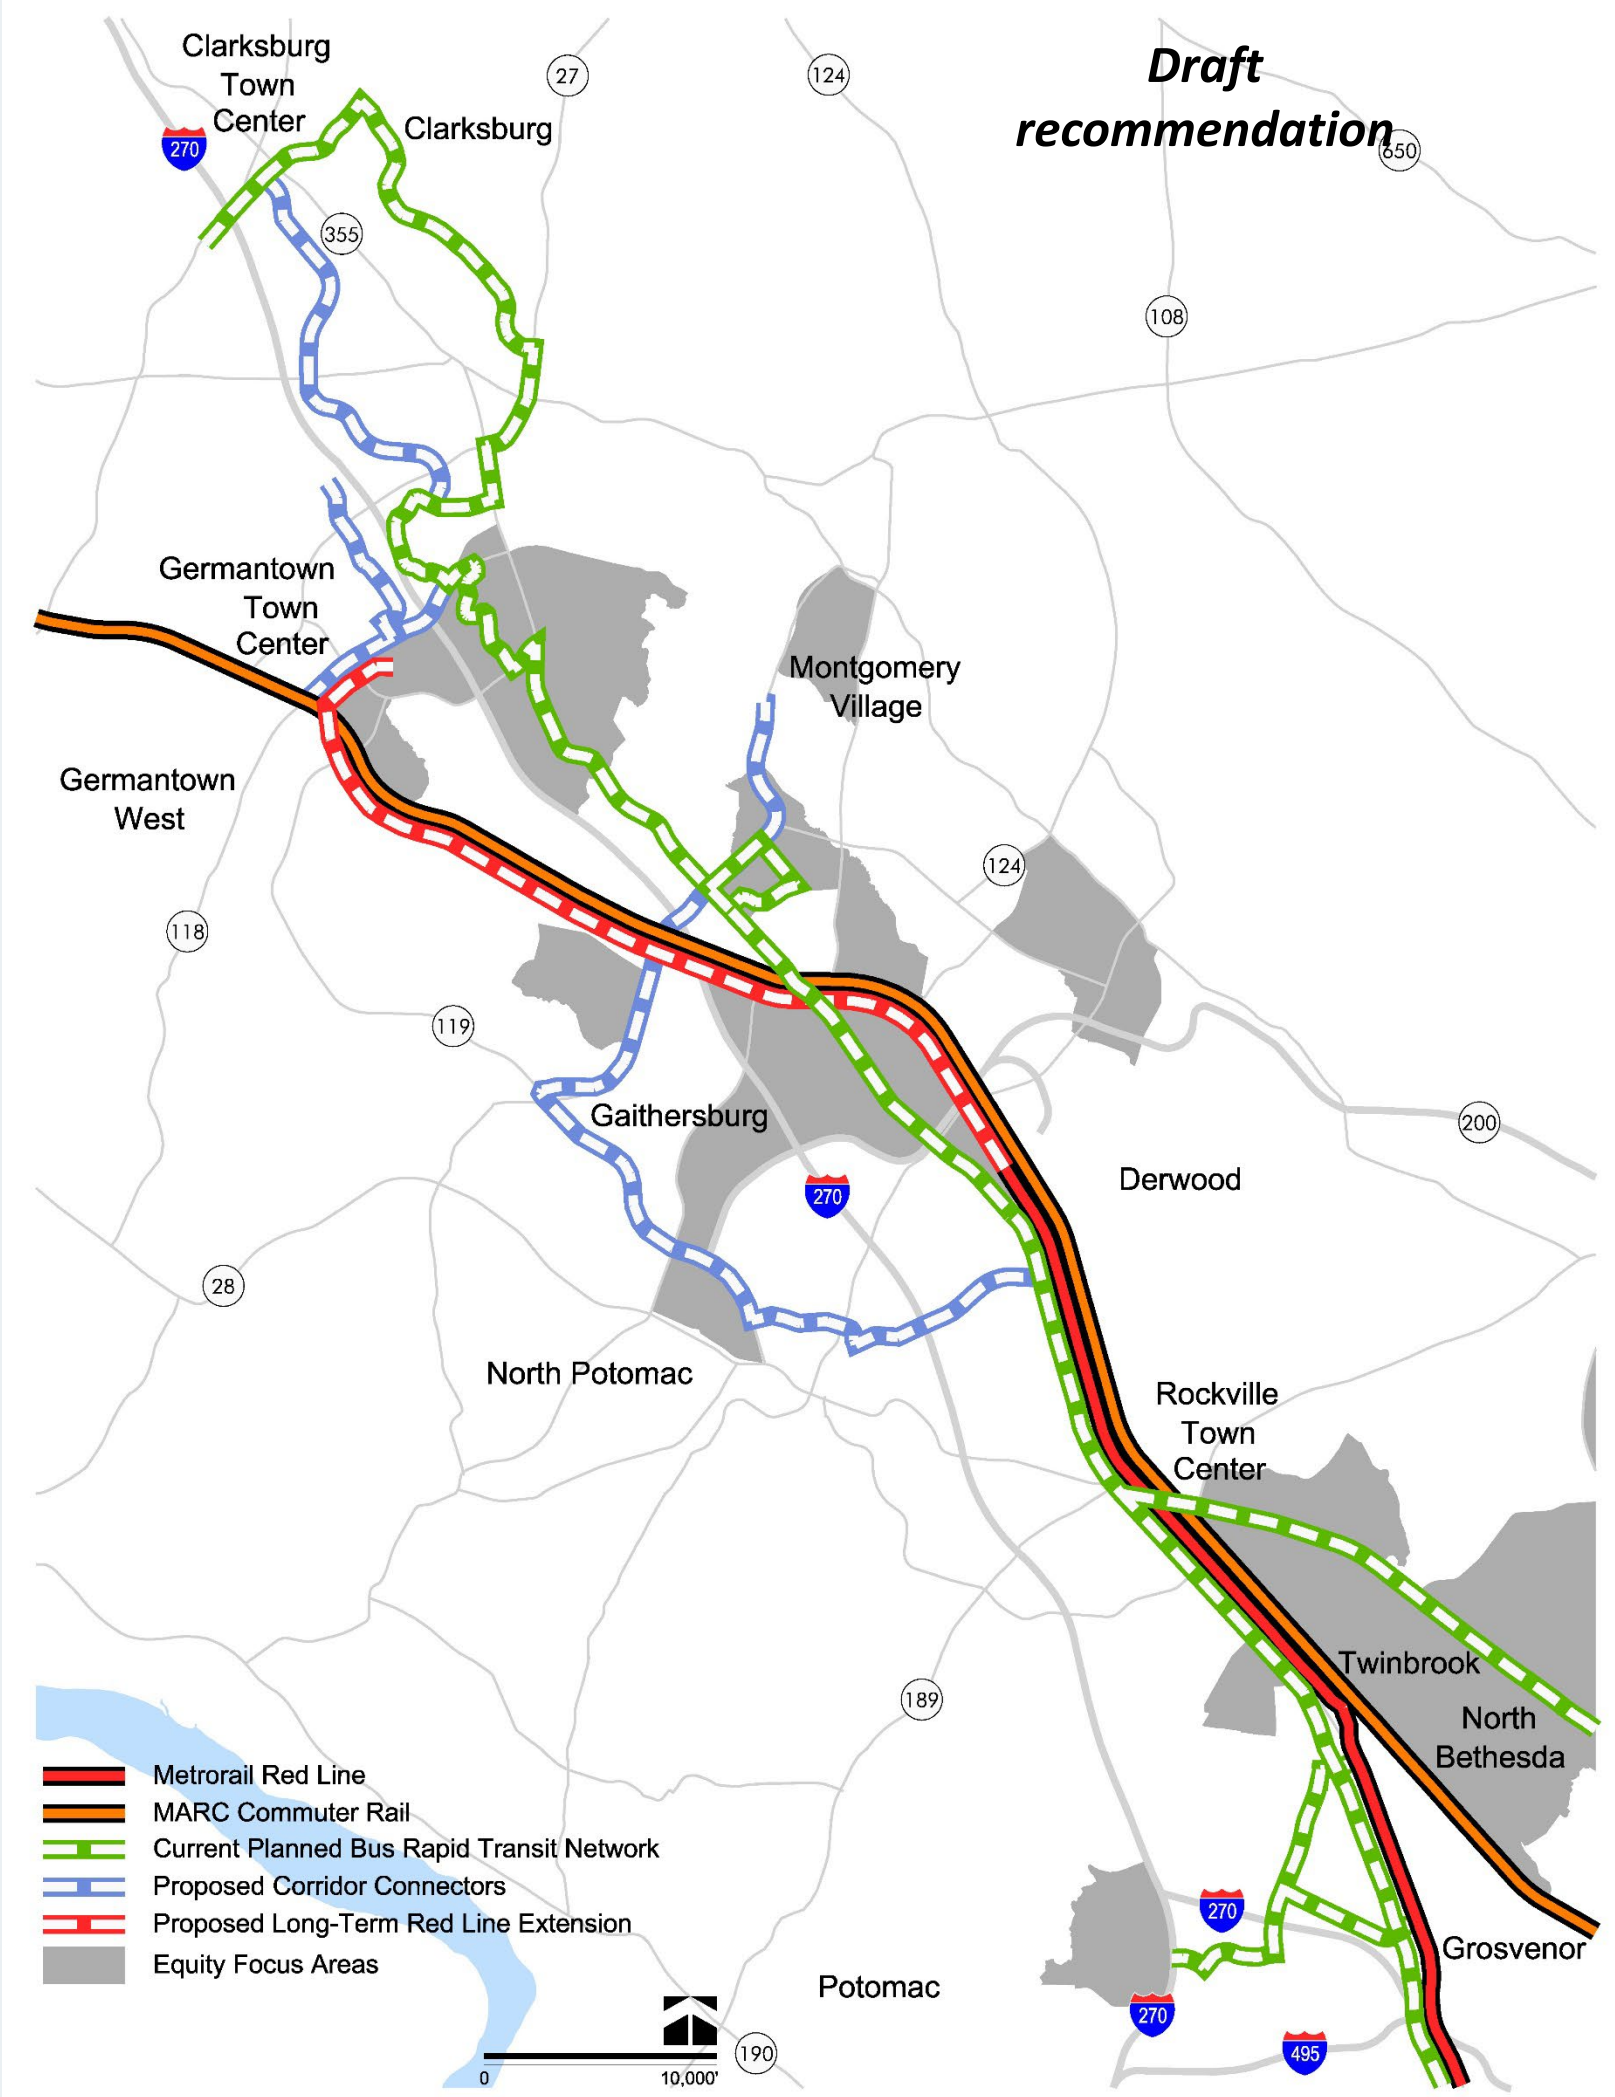 Draft
recommendation
Clarksburg
Town
Center
27
124
650
270
Clarksburg
355
108
Germantown
Town
Center
Montgomery
Village
Germantown
West
124
118
119
Gaithersburg
200
Derwood
270
28
North Potomac
Rockville
Town
Center
Twinbrook
189
North
Bethesda
Metrorail Red Line
MARC Commuter Rail
Current Planned Bus Rapid Transit Network
Proposed Corridor Connectors
Proposed Long-Term Red Line Extension
Equity Focus Areas
270
Grosvenor
Potomac
270
495
190
0
10,000'